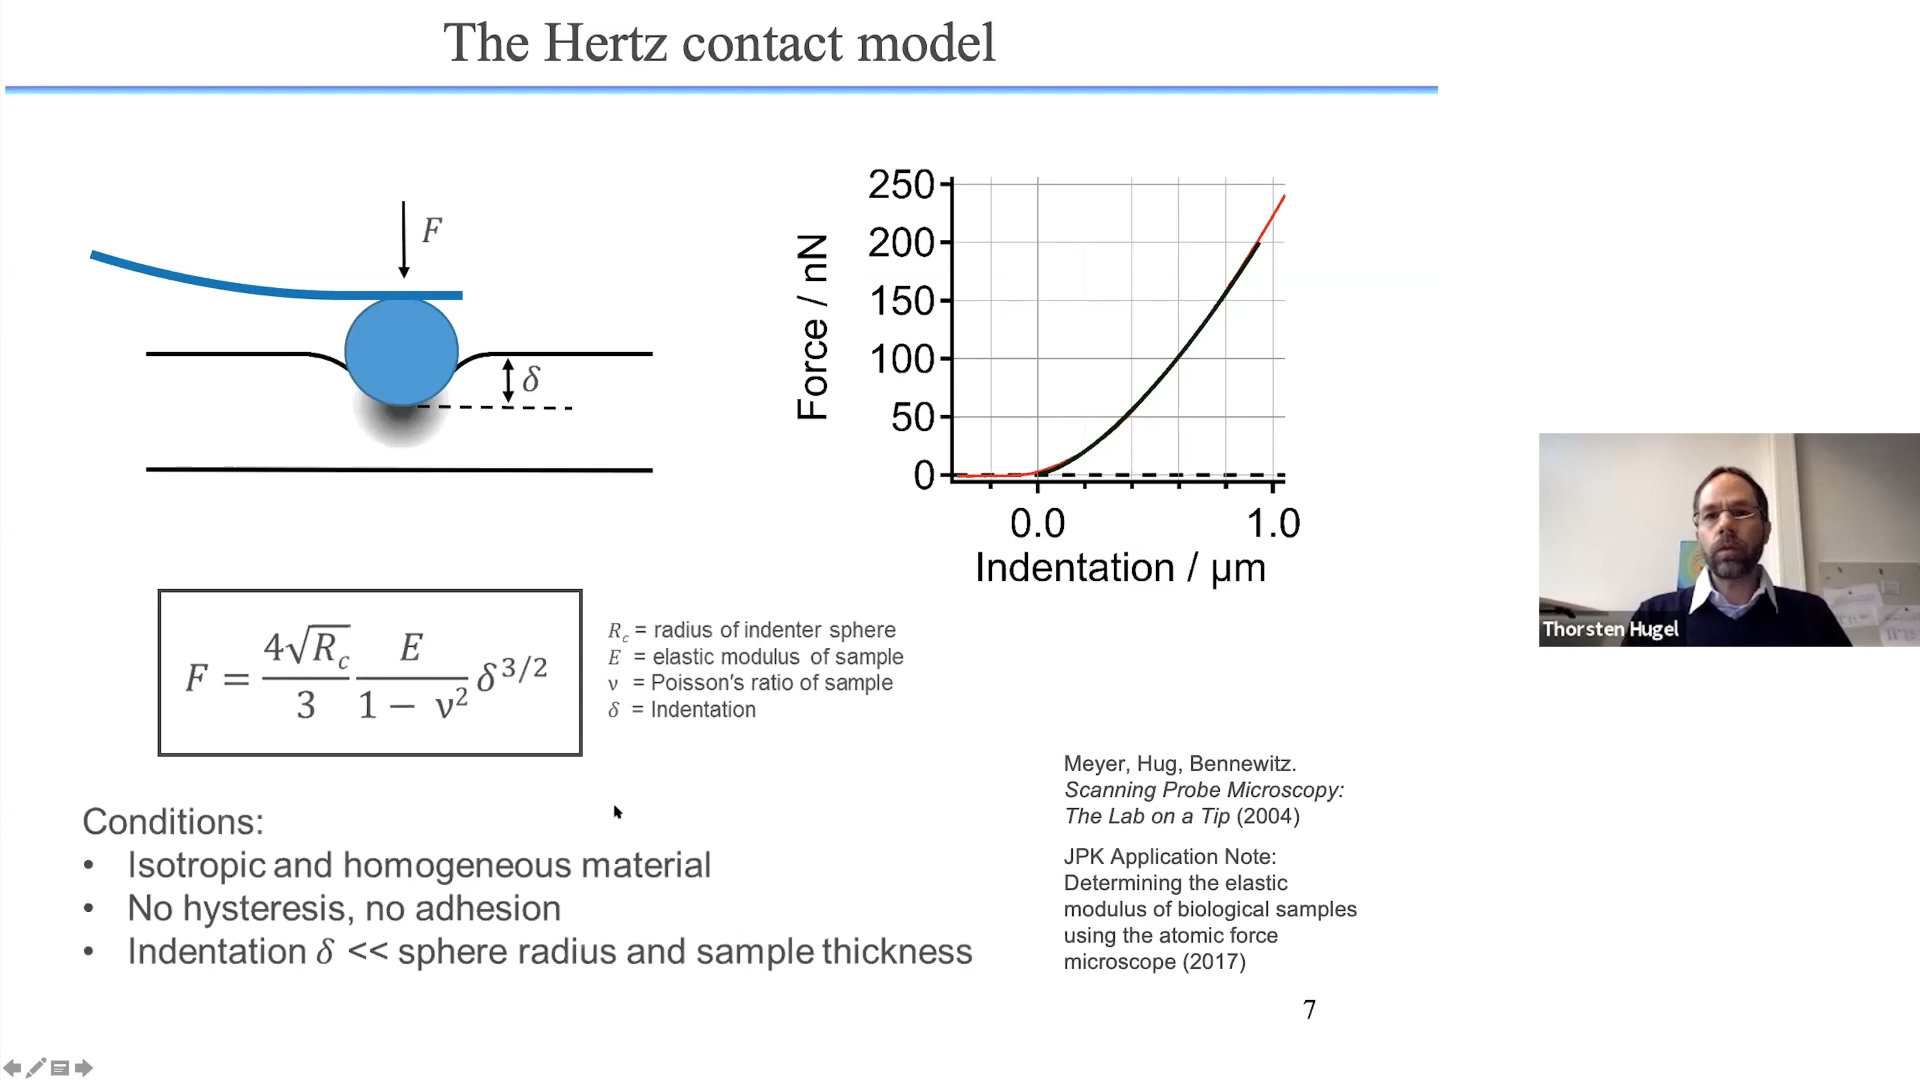 The Hertz contact model
F
δ
250
200
150
100
50
0
Force / nN
0.0
1.0
Indentation / µm
F = 4√R_c / 3 E / 1 − ν² δ^3/2
R_c = radius of indenter sphere
E = elastic modulus of sample
ν = Poisson's ratio of sample
δ = Indentation
Thorsten Hugel
Conditions:
• Isotropic and homogeneous material
• No hysteresis, no adhesion
• Indentation δ << sphere radius and sample thickness
Meyer, Hug, Bennewitz.
Scanning Probe Microscopy:
The Lab on a Tip (2004)
JPK Application Note:
Determining the elastic
modulus of biological samples
using the atomic force
microscope (2017)
7